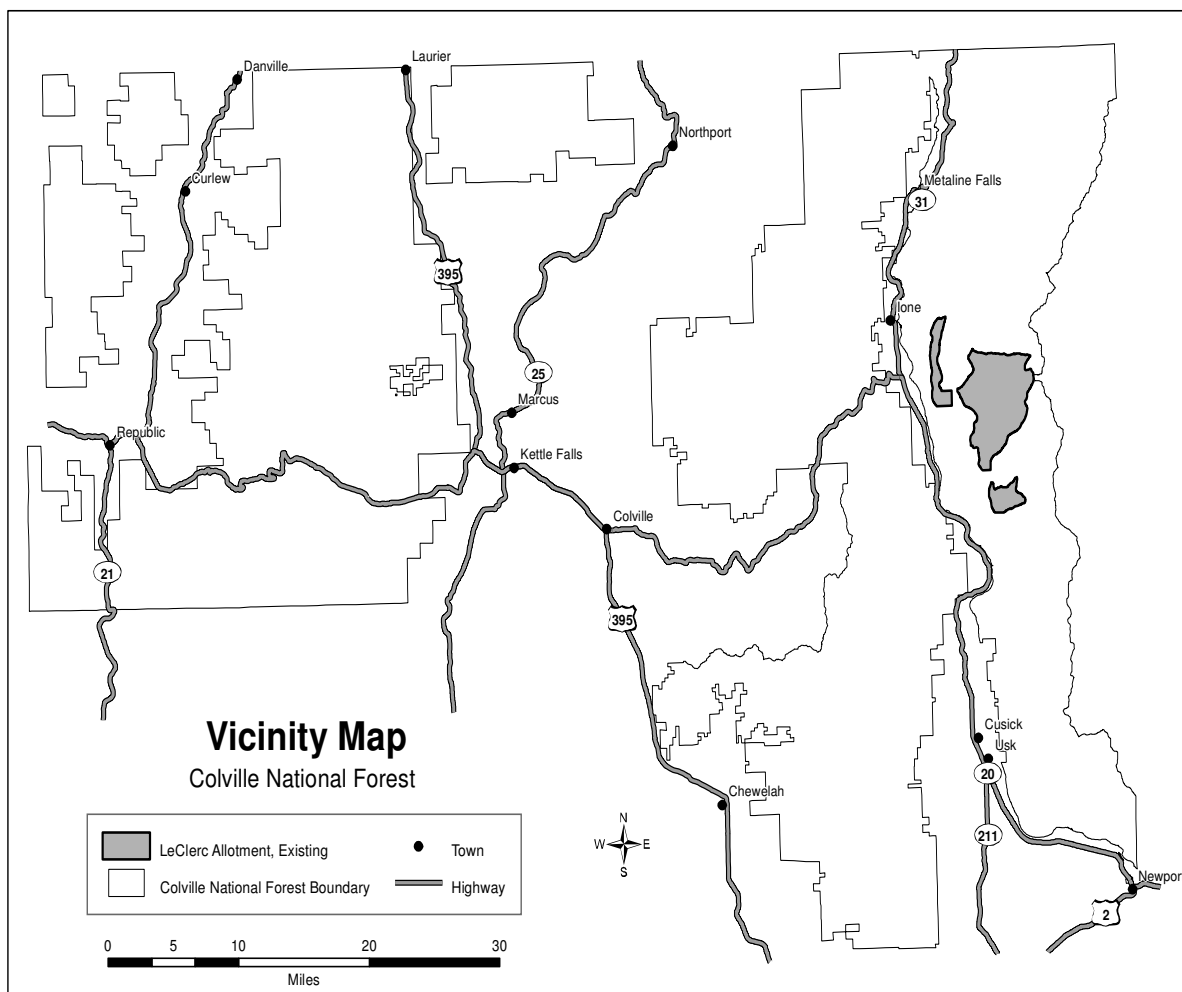 Laurier
Danville
Northport
Curlew
Metaline Falls
31
395
Ione
25
Marcus
Republic
Kettle Falls
Colville
21
395
Vicinity Map
Colville National Forest
Cusick
Usk
20
Chewelah
211
N
W E
S
LeClerc Allotment, Existing
Town
Colville National Forest Boundary
Highway
Newpor
2
0 5 10 20 30
Miles